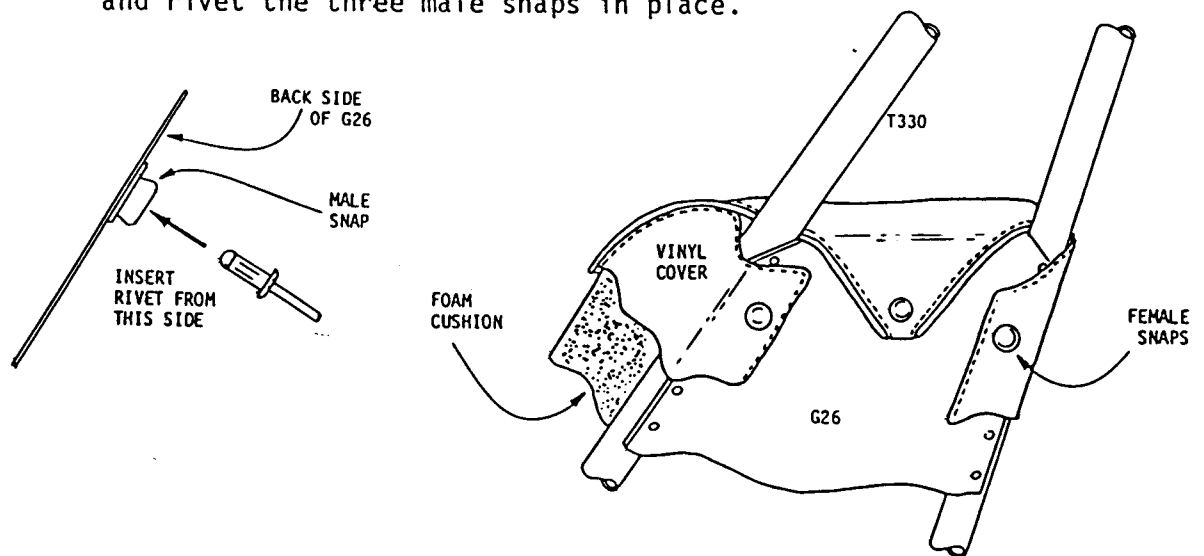 and rivet the three male snaps in place.
BACK SIDE
OF G26
MALE
SNAP
INSERT
RIVET FROM
THIS SIDE
T330
VINYL
COVER
FOAM
CUSHION
FEMALE
SNAPS
G26